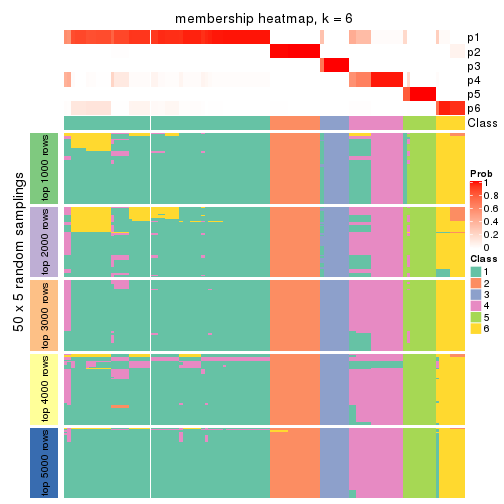 membership heatmap, k = 6
p1
p2
p3
p4
p5
p6
Class
50 x 5 random samplings
top 1000 rows
top 2000 rows
top 3000 rows
top 4000 rows
top 5000 rows
Prob
1
0.8
0.6
0.4
0.2
0
Class
1
2
3
4
5
6